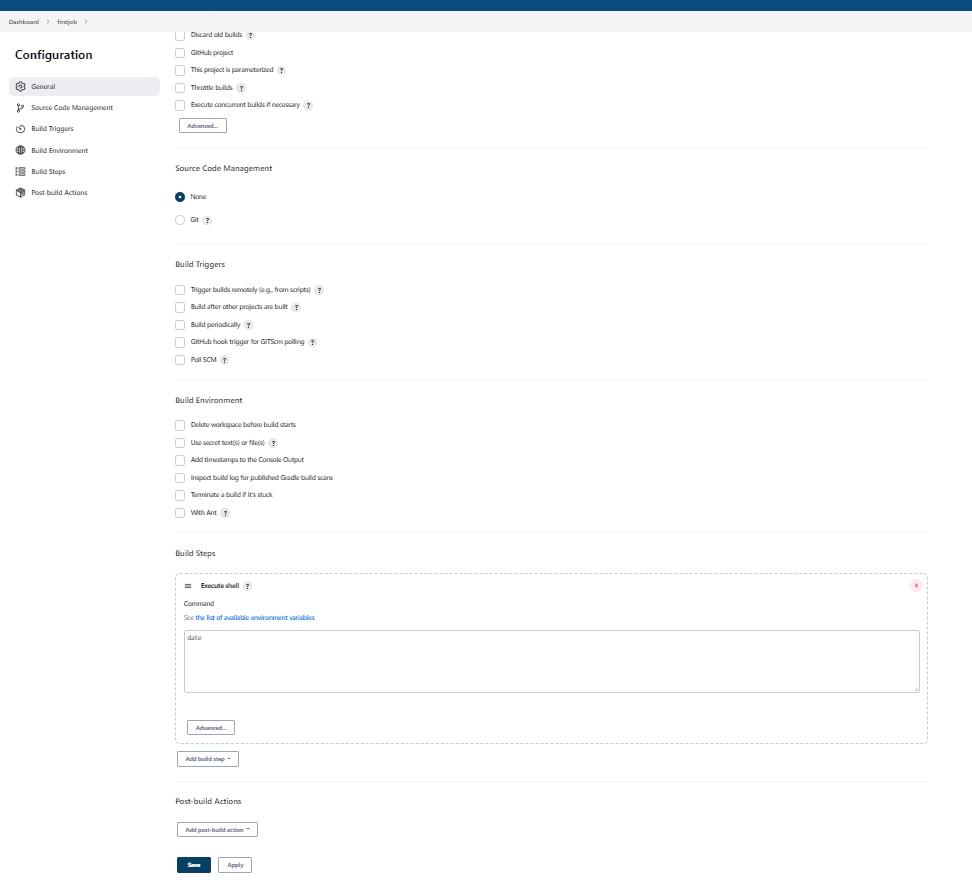 Dashboard > firstjob >
Configuration
General
Source Code Management
Build Triggers
Build Environment
Build Steps
Post-build Actions
Discard old builds ?
GitHub project
This project is parameterized ?
Throttle builds ?
Execute concurrent builds if necessary ?
Advanced...
Source Code Management
None
Git ?
Build Triggers
Trigger builds remotely (e.g., from scripts) ?
Build after other projects are built ?
Build periodically ?
GitHub hook trigger for GITScm polling ?
Poll SCM ?
Build Environment
Delete workspace before build starts
Use secret text(s) or file(s) ?
Add timestamps to the Console Output
Inspect build log for published Gradle build scans
Terminate a build if it's stuck
With Ant ?
Build Steps
Execute shell ?
Command
See the list of available environment variables
date
Advanced...
Add build step
Post-build Actions
Add post-build action
Save Apply